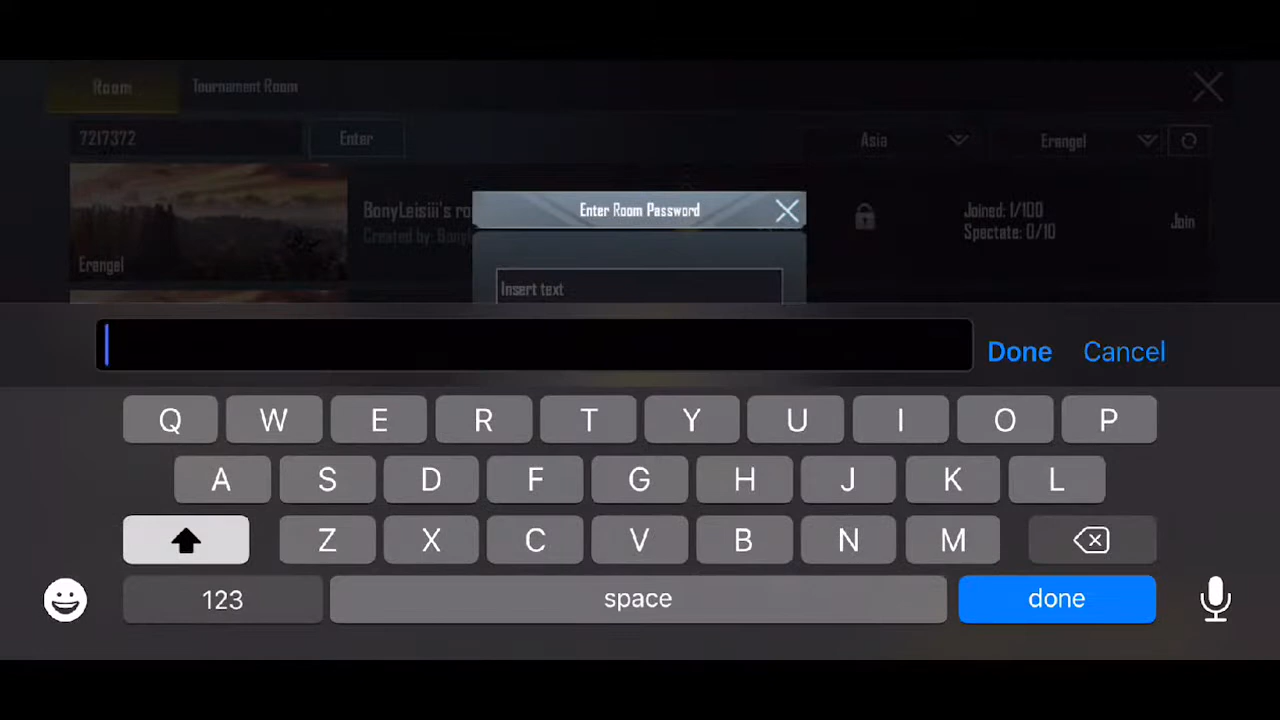 Room Tournament Room
7217372 Enter Asia Erangel
Enter Room Password
BonyLeisiii's ro
Created by:
Joined: 1/100
Spectate: 0/10
Join
Erangel
Insert text
Done Cancel
Q W E R T Y U I O P
A S D F G H J K L
Z X C V B N M
123 space done